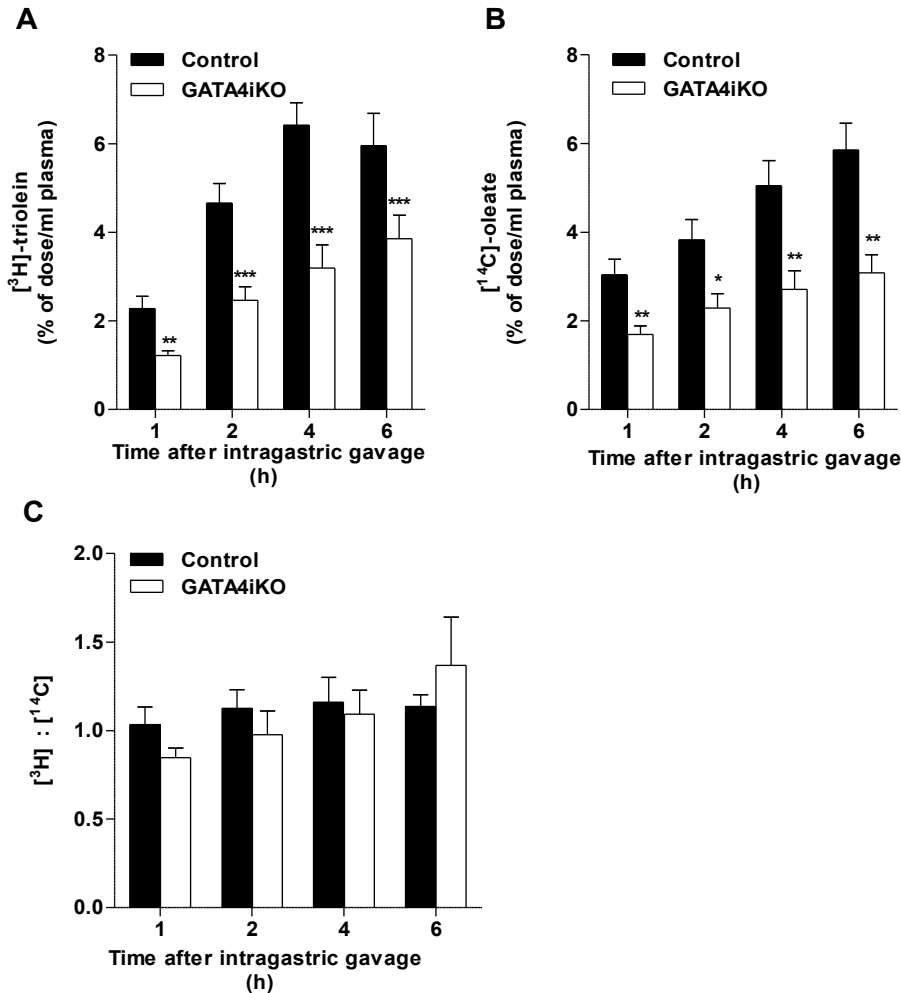 A
Control
GATA4iKO
8
6
4
2
0
[³H]-triolein
(% of dose/ml plasma)
**
***
***
***
1 2 4 6
Time after intragastric gavage
(h)
B
Control
GATA4iKO
8
6
4
2
0
[¹⁴C]-oleate
(% of dose/ml plasma)
**
*
**
**
1 2 4 6
Time after intragastric gavage
(h)
C
Control
GATA4iKO
2.0
1.5
1.0
0.5
0.0
[³H] : [¹⁴C]
1 2 4 6
Time after intragastric gavage
(h)